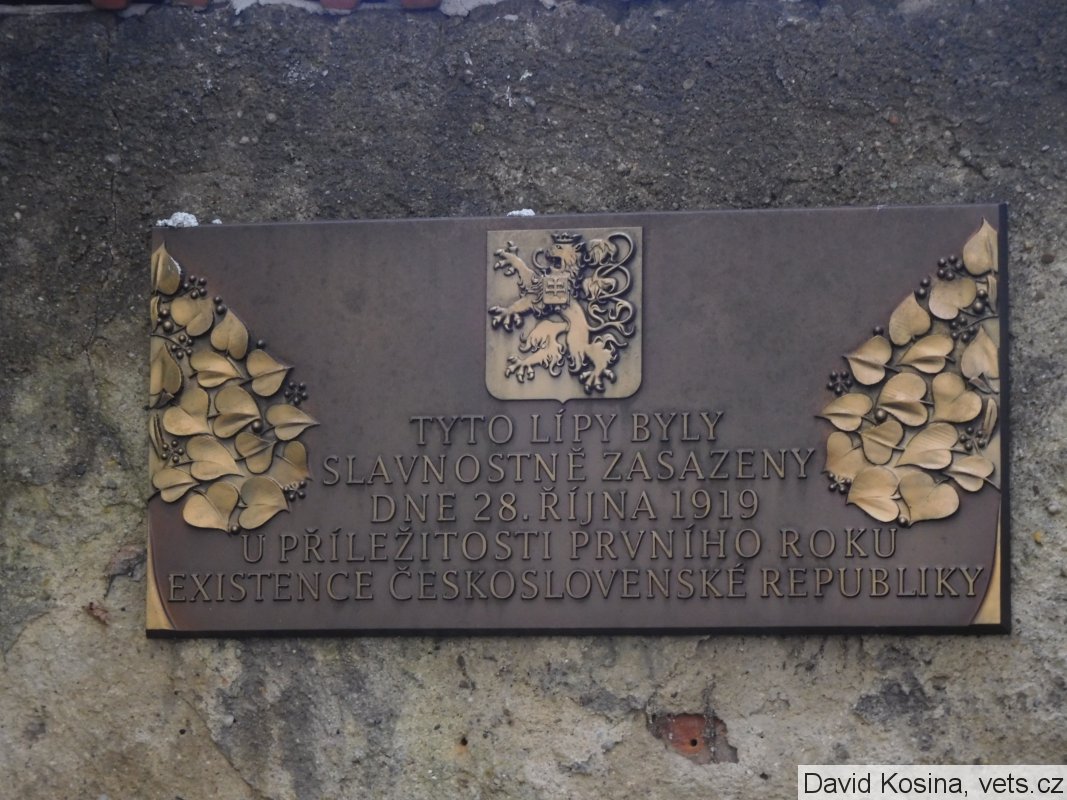 TYTO LÍPY BYLY
SLAVNOSTNĚ ZASAZENY
DNE 28. ŘÍJNA 1919
U PŘÍLEŽITOSTI PRVNÍHO ROKU
EXISTENCE ČESKOSLOVENSKÉ REPUBLIKY
David Kosina, vets.cz